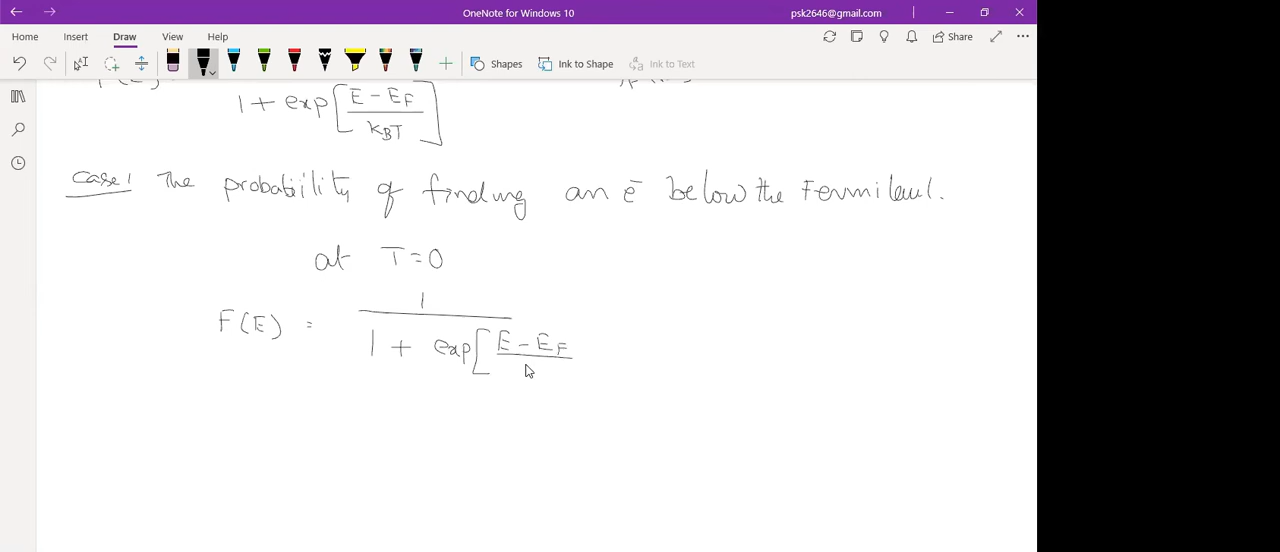 OneNote for Windows 10
psk2646@gmail.com
Home Insert Draw View Help
Share
Shapes Ink to Shape Ink to Text
1 + exp[E - EF
kBT]
Case 1 The probability of finding an e̅ below the Fermi level.
at T=0
1
F(E) =
1 + exp[E - EF